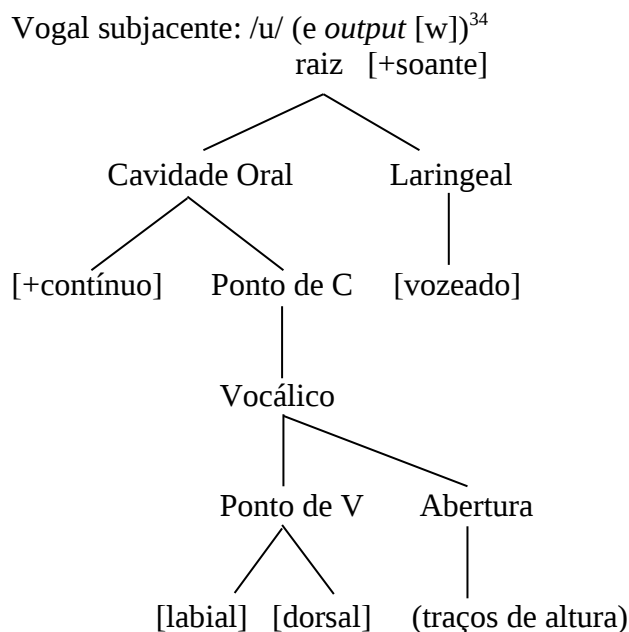 Vogal subjacente: /u/ (e output [w])³⁴
raiz [+soante]
Cavidade Oral Laringeal
[+contínuo] Ponto de C [vozeado]
Vocálico
Ponto de V Abertura
[labial] [dorsal] (traços de altura)